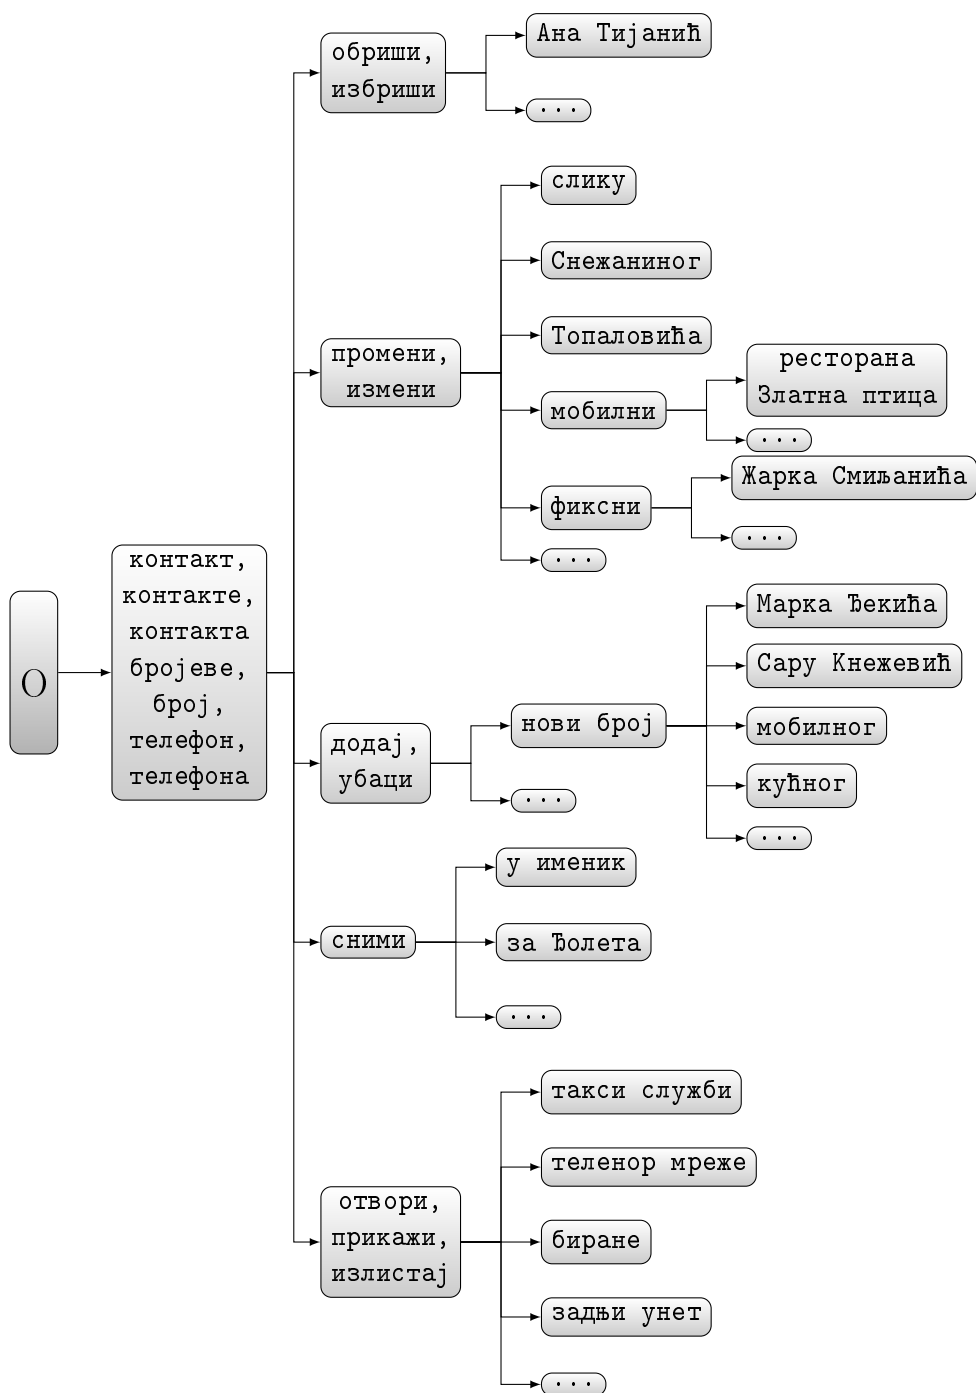 О
контакт,
контакте,
контакта
бројеве,
број,
телефон,
телефона
обриши,
избриши
Ана Тијанић
...
промени,
измени
слику
Снежаниног
Топаловића
мобилни
ресторана
Златна птица
...
фиксни
Жарка Смиљанића
...
...
додај,
убаци
нови број
Марка Ђекића
Сару Кнежевић
мобилног
кућног
...
...
сними
у именик
за Ђолета
...
отвори,
прикажи,
излистај
такси служби
теленор мреже
биране
задњи унет
...